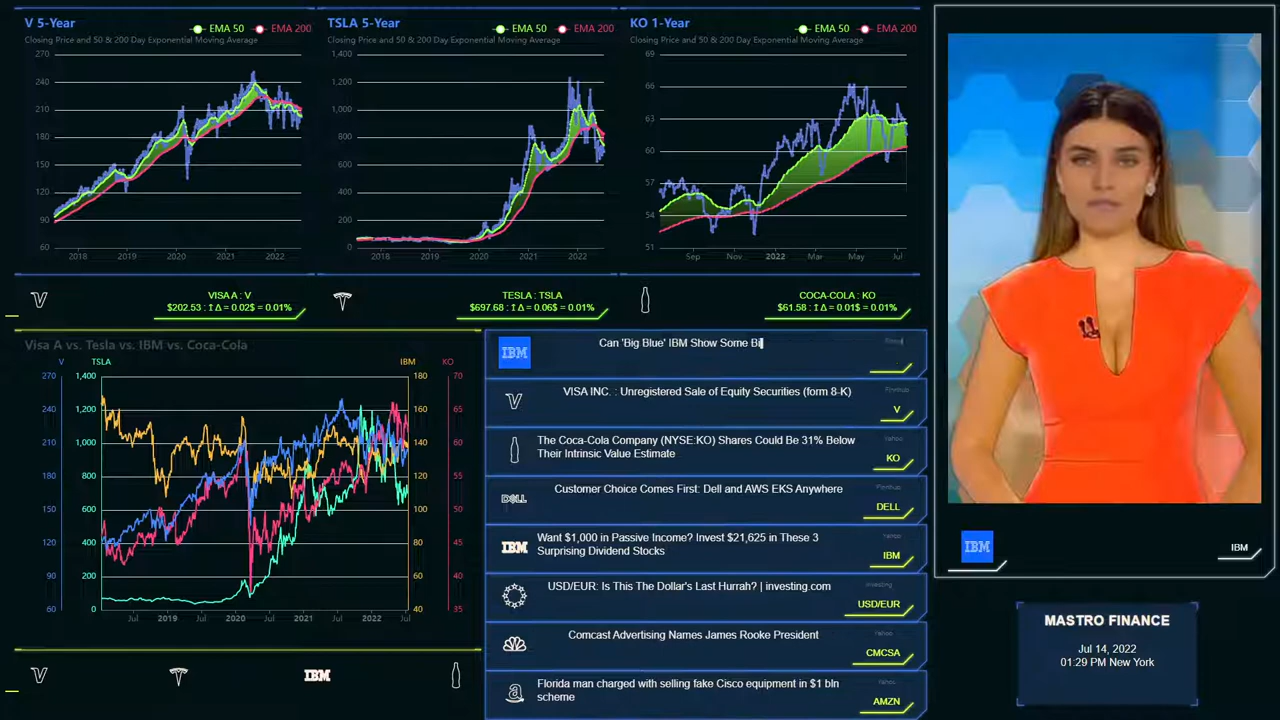 V 5-Year
EMA 50 EMA 200
Closing Price and 50 & 200 Day Exponential Moving Average
270
240
210
180
150
120
90
60
2018 2019 2020 2021 2022
TSLA 5-Year
EMA 50 EMA 200
Closing Price and 50 & 200 Day Exponential Moving Average
1,400
1,200
1,000
800
600
400
200
0
2018 2019 2020 2021 2022
KO 1-Year
EMA 50 EMA 200
Closing Price and 50 & 200 Day Exponential Moving Average
69
66
63
60
57
54
51
Sep Nov 2022 Mar May Jul
VISA A : V
$202.53 : ↥ Δ = 0.02$ = 0.01%
TESLA : TSLA
$697.68 : ↥ Δ = 0.06$ = 0.01%
COCA-COLA : KO
$61.58 : ↥ Δ = 0.01$ = 0.01%
Visa A vs. Tesla vs. IBM vs. Coca-Cola
V TSLA IBM KO
270 1,400 180 70
240 1,200 160 65
210 1,000 140 60
180 800 120 55
150 600 100 50
120 400 80 45
90 200 60 40
60 0 40 35
Jul 2019 Jul 2020 Jul 2021 Jul 2022 Jul
IBM
IBM
Can 'Big Blue' IBM Show Some Bi
VISA INC. : Unregistered Sale of Equity Securities (form 8-K)
Finnhub
V
The Coca-Cola Company (NYSE:KO) Shares Could Be 31% Below
Their Intrinsic Value Estimate
Yahoo
KO
DELL
Customer Choice Comes First: Dell and AWS EKS Anywhere
Finnhub
DELL
IBM
Want $1,000 in Passive Income? Invest $21,625 in These 3
Surprising Dividend Stocks
Yahoo
IBM
USD/EUR: Is This The Dollar's Last Hurrah? | investing.com
Investing
USD/EUR
Comcast Advertising Names James Rooke President
Yahoo
CMCSA
Florida man charged with selling fake Cisco equipment in $1 bln
scheme
Yahoo
AMZN
IBM
IBM
MASTRO FINANCE
Jul 14, 2022
01:29 PM New York